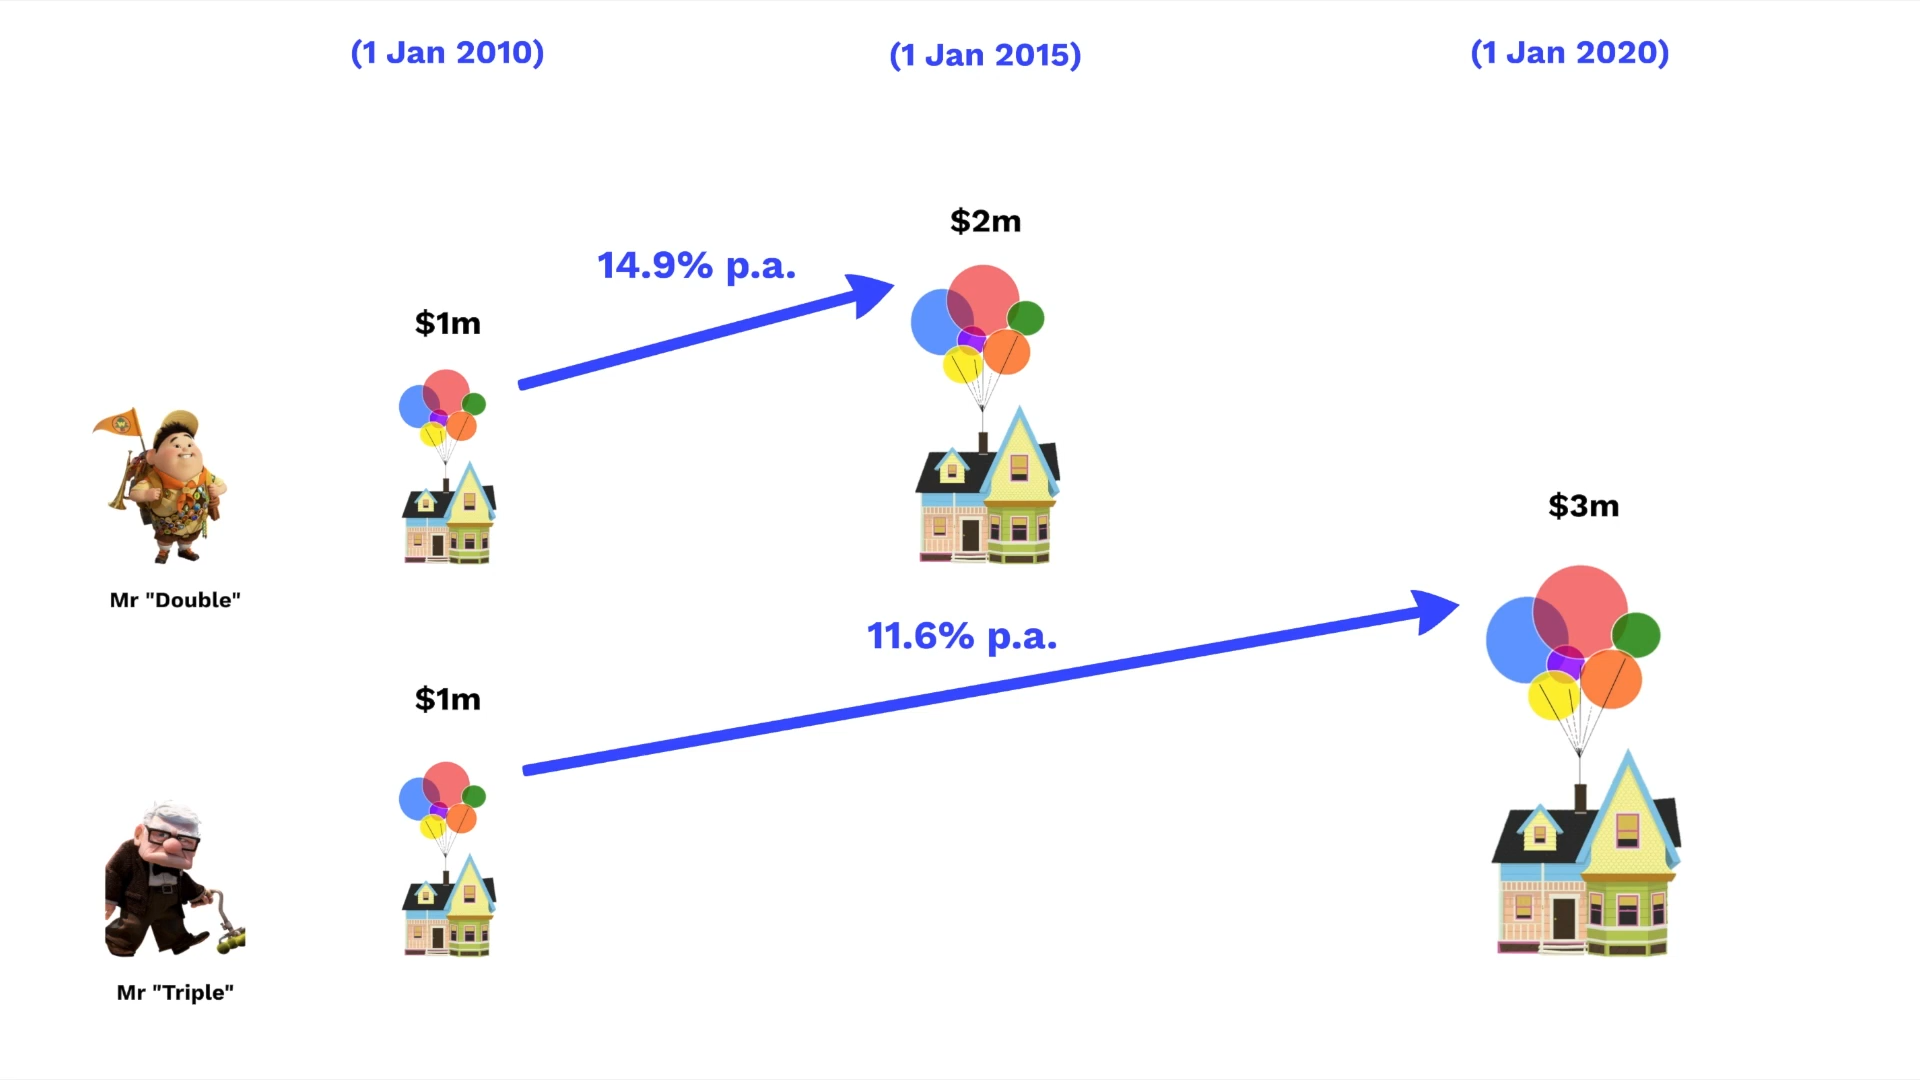 (1 Jan 2010)
(1 Jan 2015)
(1 Jan 2020)
$2m
14.9% p.a.
$1m
Mr "Double"
$3m
11.6% p.a.
$1m
Mr "Triple"